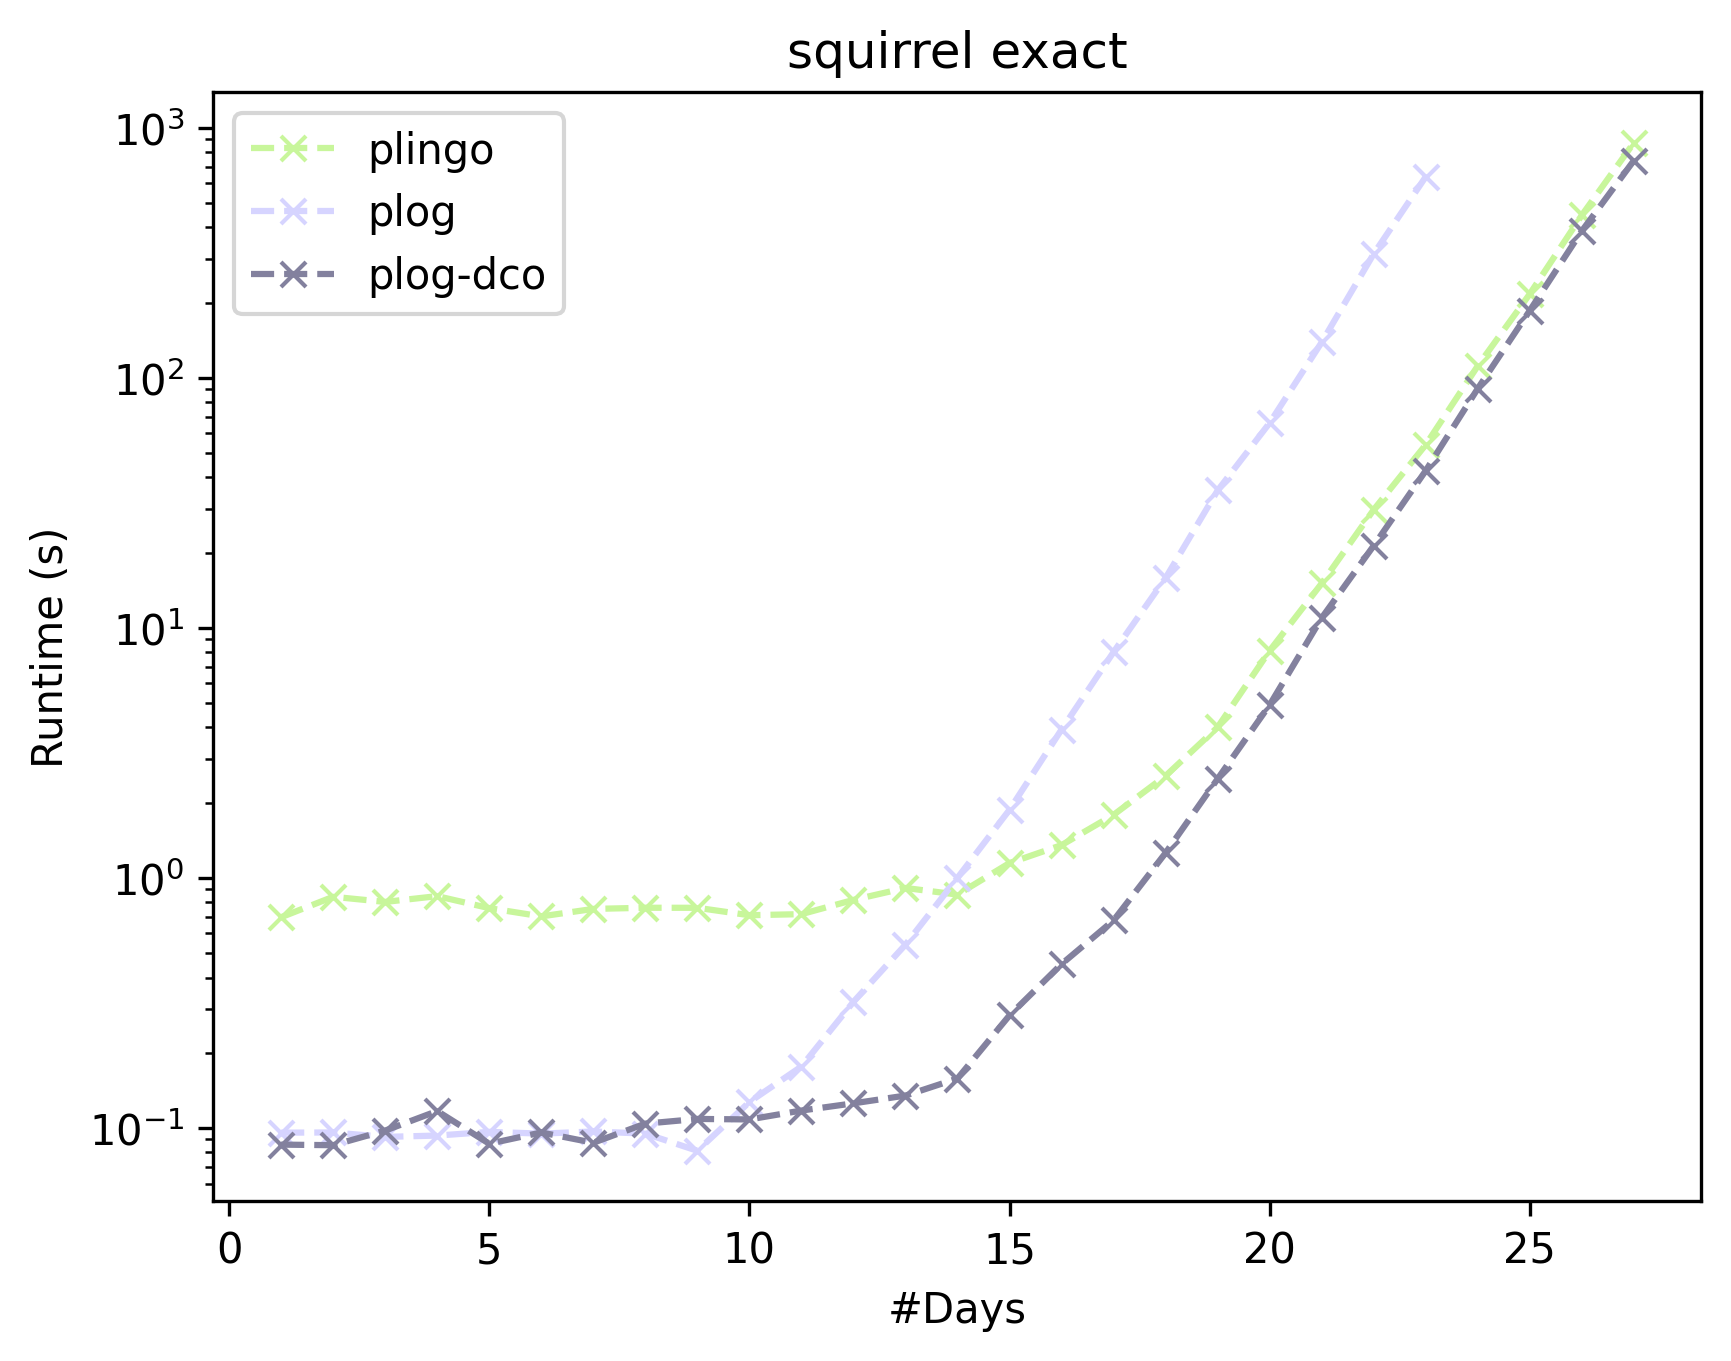 squirrel exact
plingo
plog
plog-dco
Runtime (s)
10³
10²
10¹
10⁰
10⁻¹
0 5 10 15 20 25
#Days